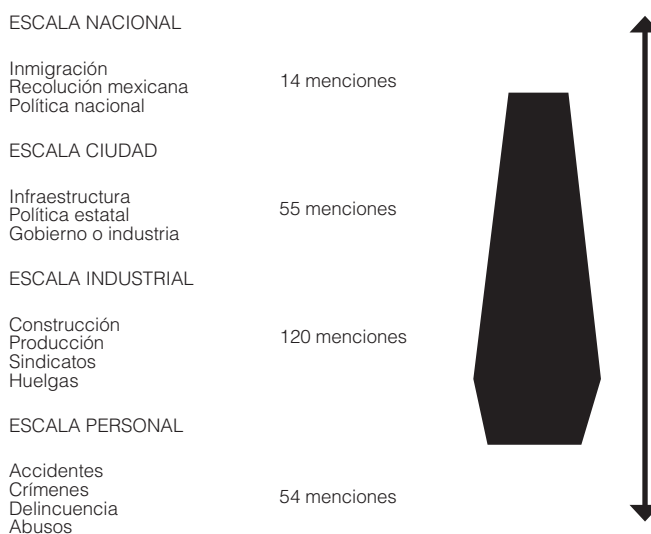 ESCALA NACIONAL
Inmigración
Recolución mexicana
Política nacional
14 menciones
ESCALA CIUDAD
Infraestructura
Política estatal
Gobierno o industria
55 menciones
ESCALA INDUSTRIAL
Construcción
Producción
Sindicatos
Huelgas
120 menciones
ESCALA PERSONAL
Accidentes
Crímenes
Delincuencia
Abusos
54 menciones